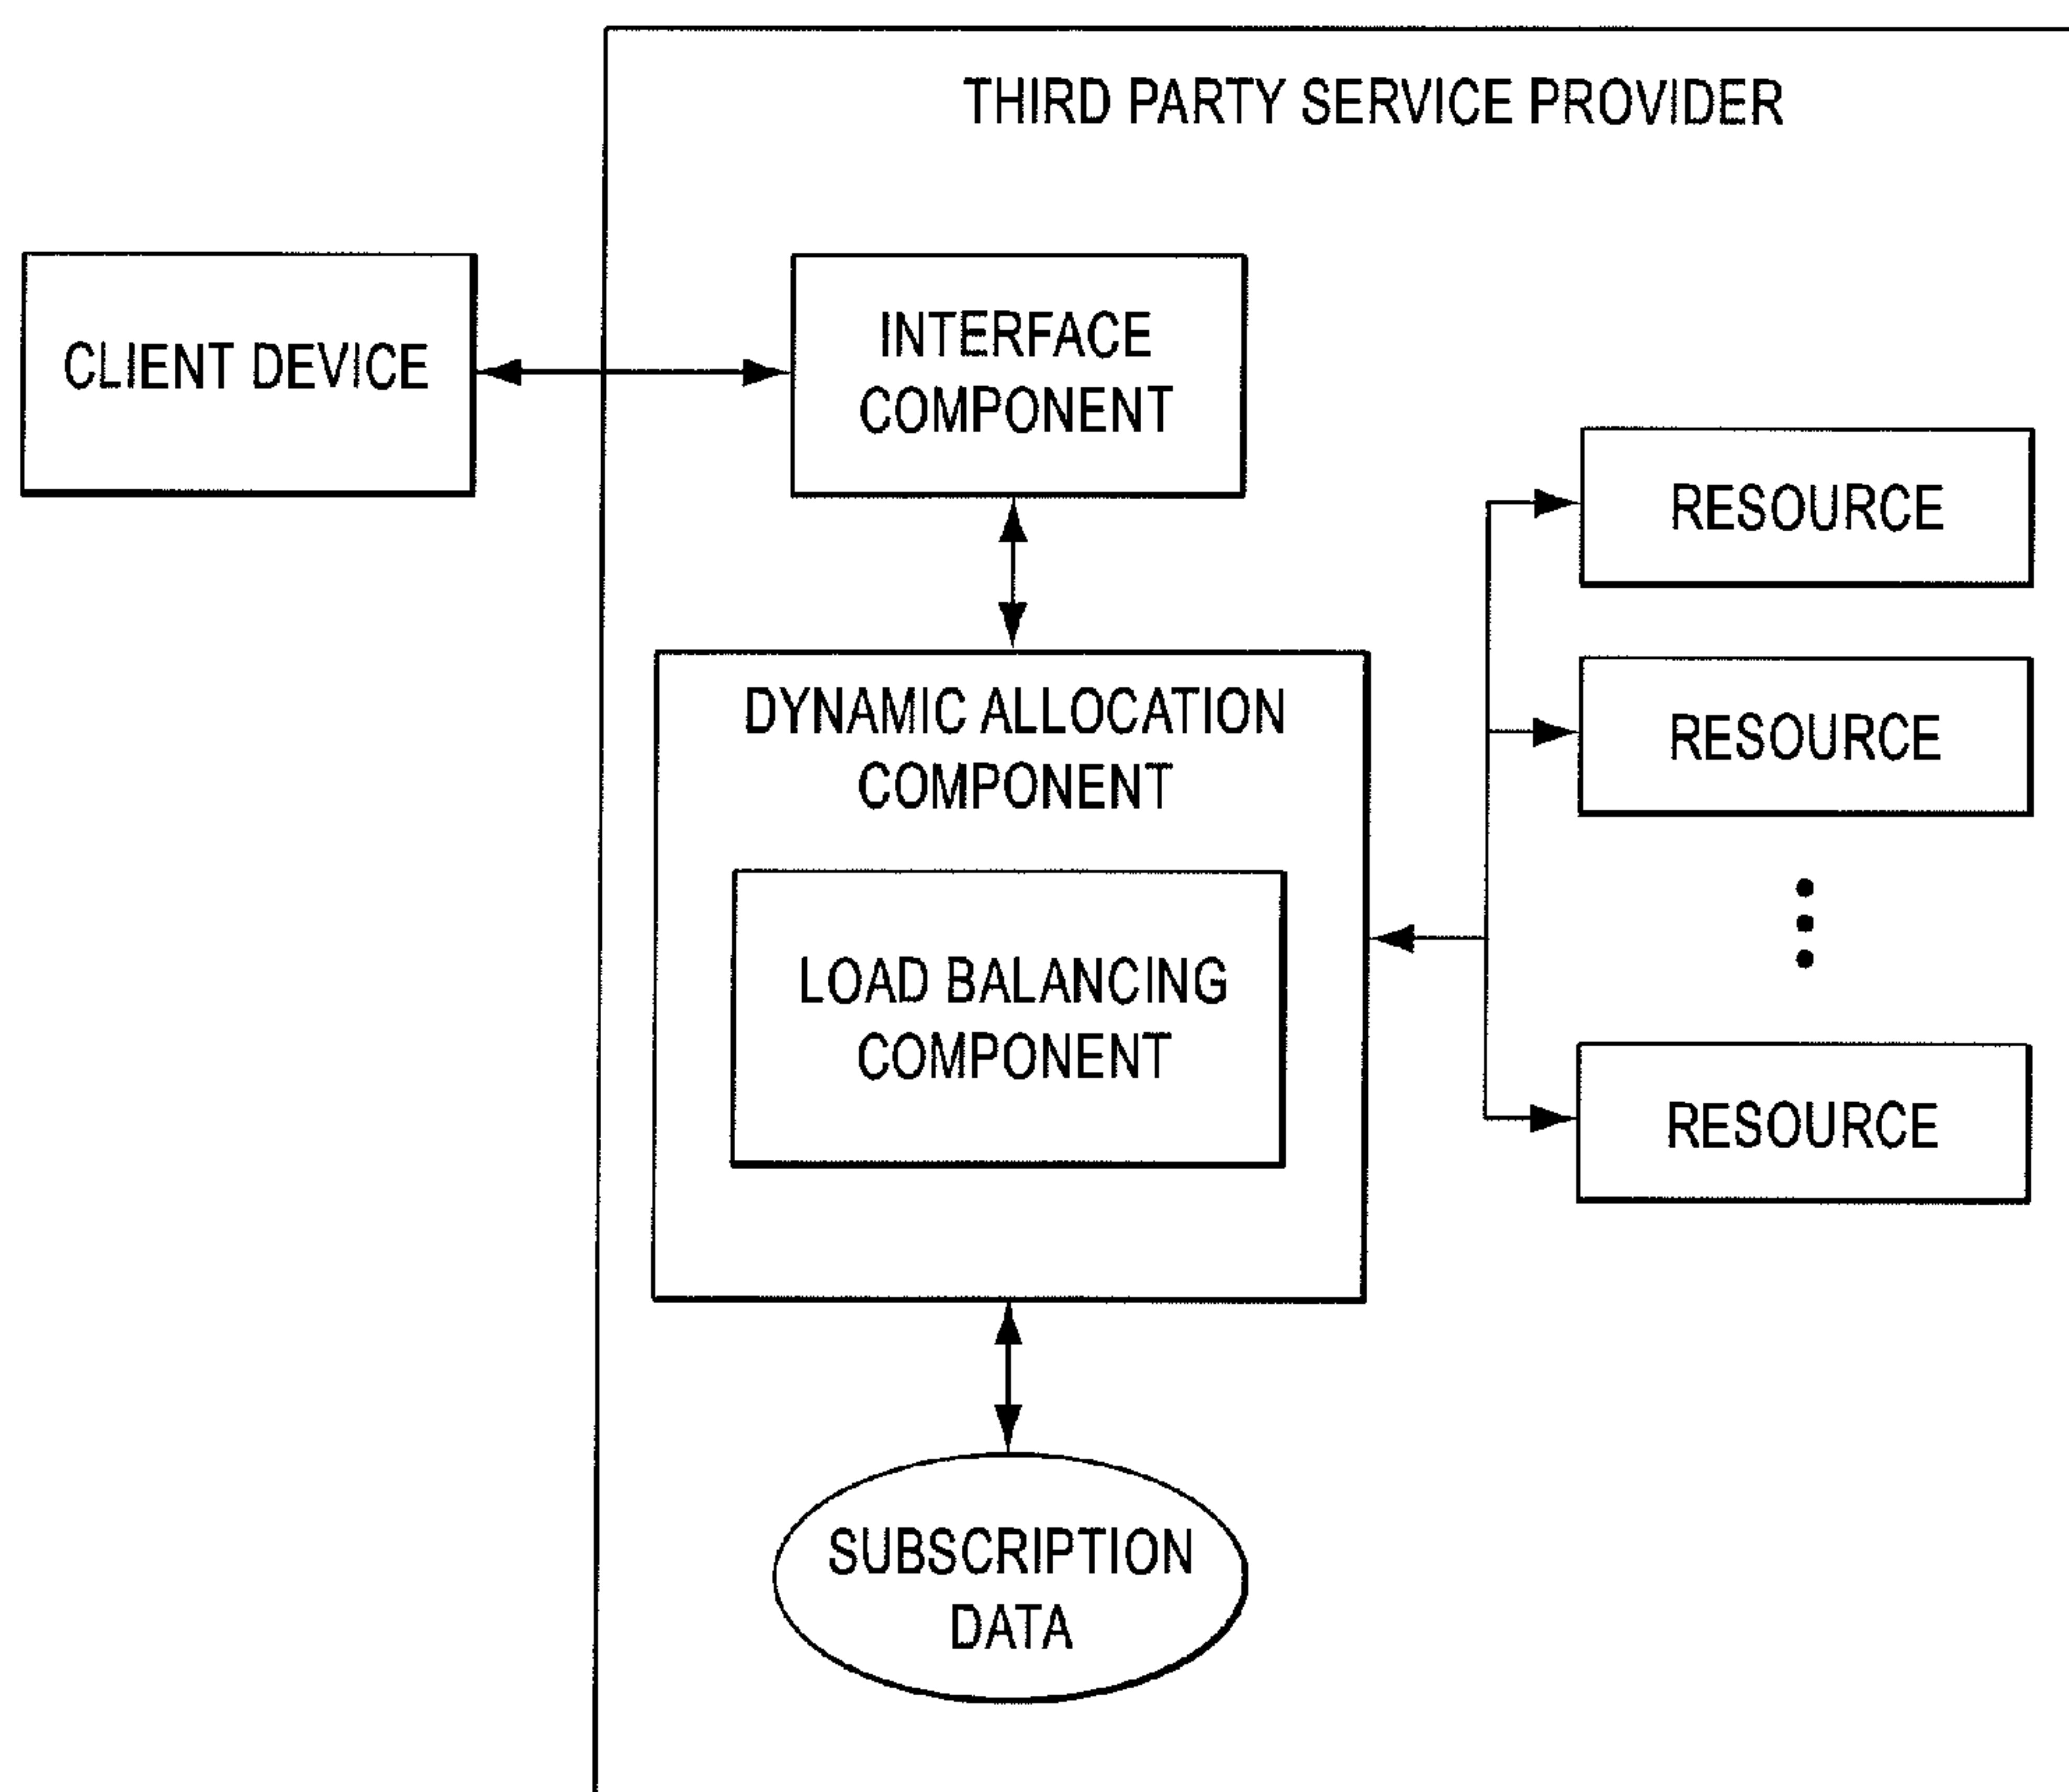 THIRD PARTY SERVICE PROVIDER
CLIENT DEVICE
INTERFACE
COMPONENT
RESOURCE
RESOURCE
RESOURCE
DYNAMIC ALLOCATION
COMPONENT
LOAD BALANCING
COMPONENT
SUBSCRIPTION
DATA